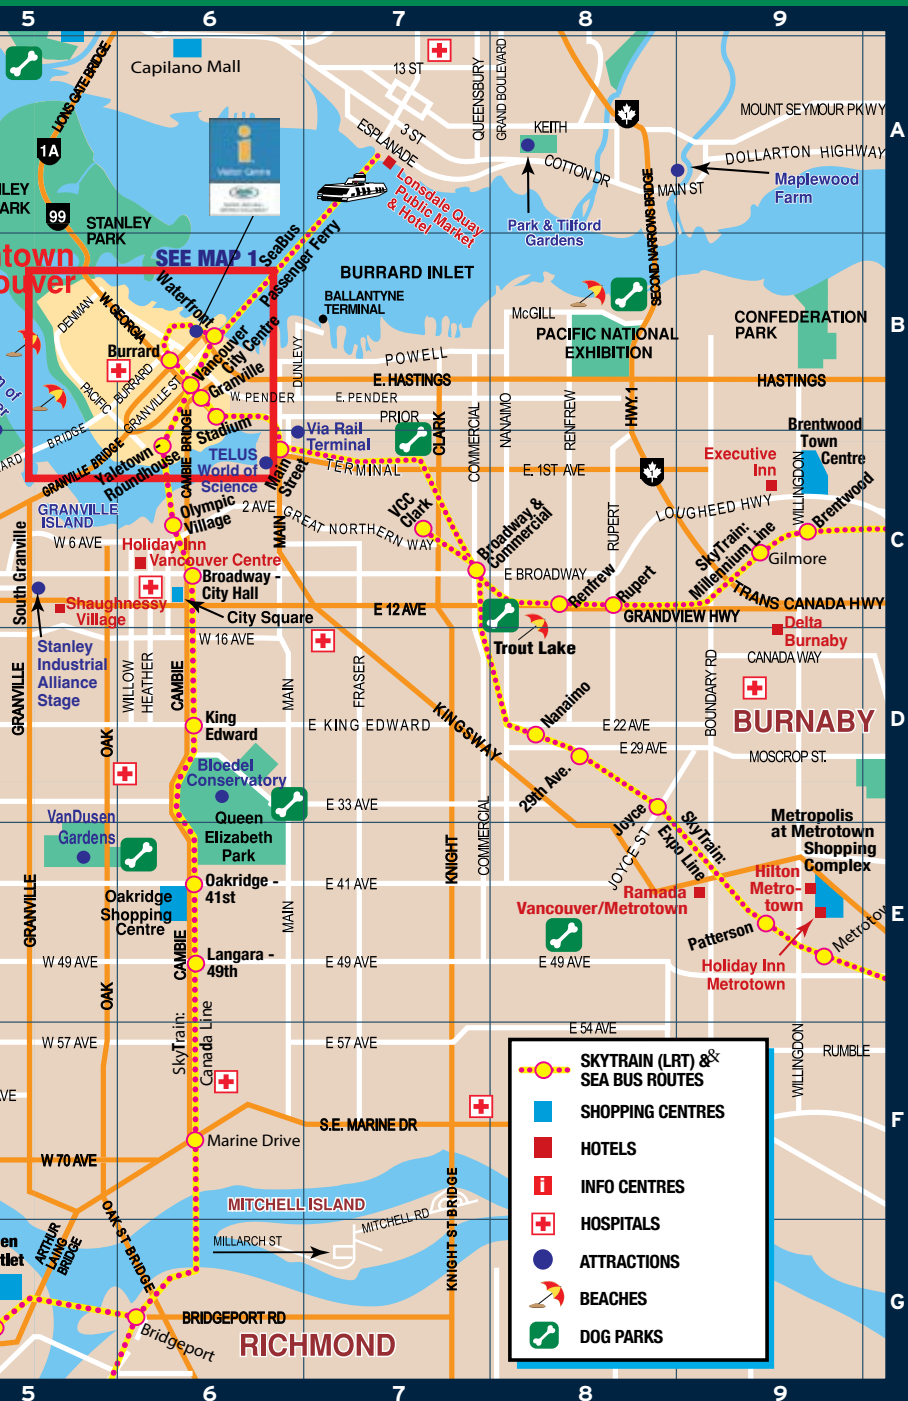 5 6 7 8 9
LIONS GATE BRIDGE
Capilano Mall
13 ST
QUEENSBURY
GRAND BOULEVARD
1
MOUNT SEYMOUR PKWY
A
3 ST
ESPLANADE
KEITH
COTTON DR
DOLLARTON HIGHWAY
MAIN ST
Maplewood
Farm
1A
99
STANLEY
PARK
Visitor Centre
Lonsdale Quay
Public Market
& Hotel
Park & Tilford
Gardens
SECOND NARROWS BRIDGE
SEE MAP 1
SeaBus
Passenger Ferry
BURRARD INLET
BALLANTYNE
TERMINAL
McGILL
PACIFIC NATIONAL
EXHIBITION
CONFEDERATION
PARK
B
DENMAN
W. GEORGIA
Waterfront
Burrard
Vancouver
City Centre
Granville
DUNLEVY
POWELL
E. HASTINGS
HASTINGS
PACIFIC
BURRARD
GRANVILLE ST
W. PENDER
E. PENDER
PRIOR
CLARK
COMMERCIAL
NANAIMO
RENFREW
HWY. 1
BRIDGE
GRANVILLE BRIDGE
CAMBIE BRIDGE
Stadium
Via Rail
Terminal
Yaletown -
Roundhouse
TELUS
World of
Science
Main
Street
TERMINAL
E. 1ST AVE
1
Executive
Inn
Brentwood
Town
Centre
WILLINGDON
GRANVILLE
ISLAND
Olympic
Village
2 AVE
GREAT NORTHERN WAY
VCC
Clark
Broadway &
Commercial
RUPERT
LOUGHEED HWY
Brentwood
Gilmore
C
SkyTrain:
Millennium Line
W 6 AVE
Holiday Inn
Vancouver Centre
MAIN
Broadway -
City Hall
E BROADWAY
Renfrew
Rupert
TRANS CANADA HWY
South Granville
Shaughnessy
Village
City Square
E 12 AVE
GRANDVIEW HWY
Trout Lake
Delta
Burnaby
CANADA WAY
W 16 AVE
Stanley
Industrial
Alliance
Stage
GRANVILLE
WILLOW
HEATHER
CAMBIE
MAIN
FRASER
BOUNDARY RD
BURNABY
D
OAK
King
Edward
E KING EDWARD
KINGSWAY
Nanaimo
E 22 AVE
E 29 AVE
MOSCROP ST.
29th Ave.
Bloedel
Conservatory
Queen
Elizabeth
Park
E 33 AVE
COMMERCIAL
KNIGHT
Joyce
JOYCE ST
SkyTrain:
Expo Line
VanDusen
Gardens
Metropolis
at Metrotown
Shopping
Complex
Hilton
Metro-
town
E
GRANVILLE
Oakridge
Shopping
Centre
Oakridge -
41st
E 41 AVE
MAIN
Ramada
Vancouver/Metrotown
Patterson
Holiday Inn
Metrotown
W 49 AVE
OAK
CAMBIE
Langara -
49th
E 49 AVE
E 49 AVE
W 57 AVE
SkyTrain:
Canada Line
E 57 AVE
E 54 AVE
WILLINGDON
RUMBLE
F
S.E. MARINE DR
Marine Drive
W 70 AVE
MITCHELL ISLAND
MITCHELL RD
MILLARCH ST
KNIGHT ST BRIDGE
ARTHUR
LAING
BRIDGE
OAK ST BRIDGE
G
Bridgeport
BRIDGEPORT RD
RICHMOND
SKYTRAIN (LRT) &
&
SEA BUS ROUTES
SHOPPING CENTRES
HOTELS
i
INFO CENTRES
HOSPITALS
ATTRACTIONS
BEACHES
DOG PARKS
5 6 7 8 9